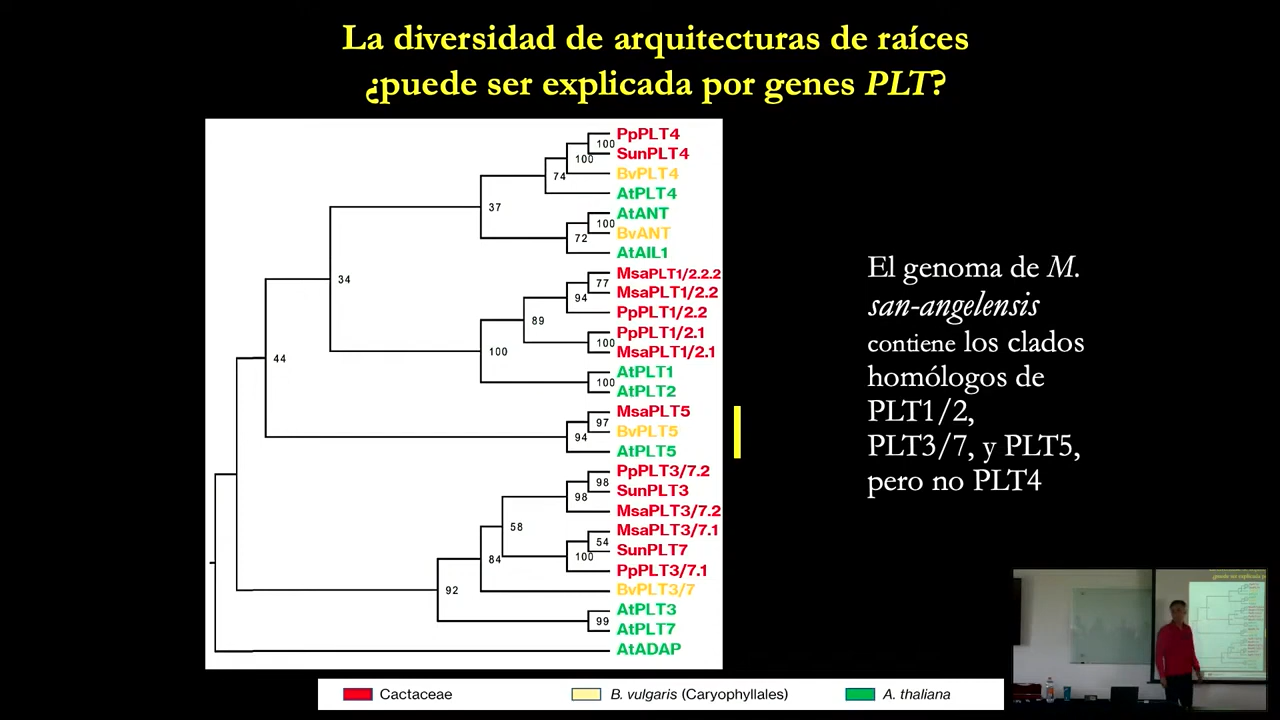 La diversidad de arquitecturas de raíces
¿puede ser explicada por genes PLT?
PpPLT4
100
SunPLT4
100
BvPLT4
74
AtPLT4
37
AtANT
100
BvANT
72
AtAIL1
34
MsaPLT1/2.2.2
77
MsaPLT1/2.2
94
PpPLT1/2.2
89
PpPLT1/2.1
100
MsaPLT1/2.1
100
44
AtPLT1
100
AtPLT2
MsaPLT5
97
BvPLT5
94
AtPLT5
PpPLT3/7.2
98
SunPLT3
98
MsaPLT3/7.2
58
MsaPLT3/7.1
54
SunPLT7
100
84
PpPLT3/7.1
92
BvPLT3/7
AtPLT3
99
AtPLT7
AtADAP
El genoma de M.
san-angelensis
contiene los clados
homólogos de
PLT1/2,
PLT3/7, y PLT5,
pero no PLT4
Cactaceae
B. vulgaris (Caryophyllales)
A. thaliana